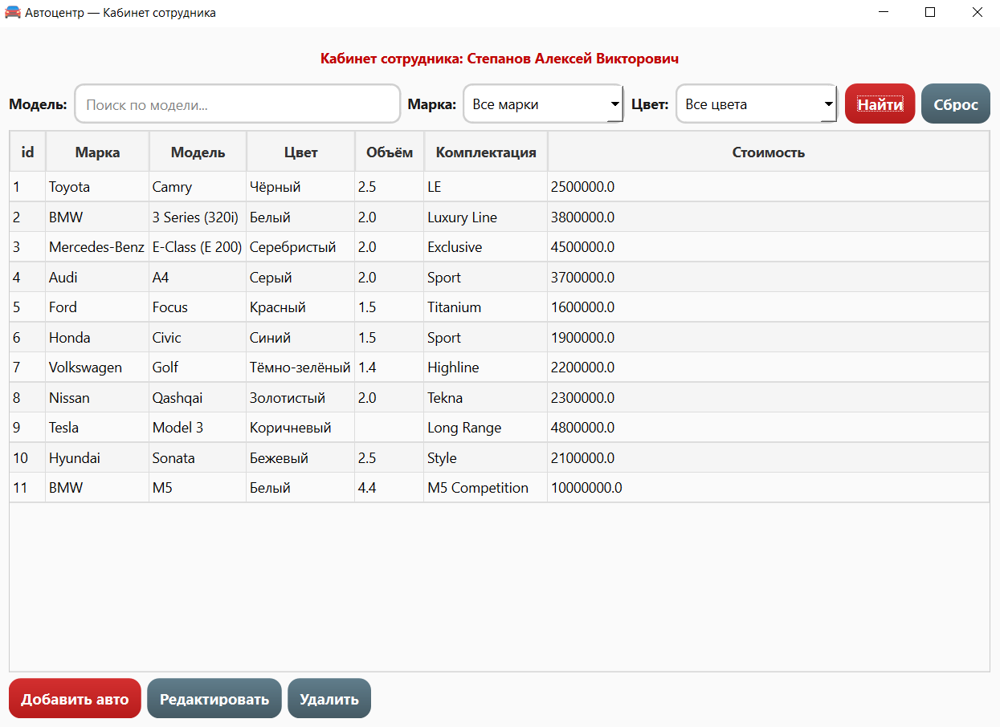 Автоцентр — Кабинет сотрудника
Кабинет сотрудника: Степанов Алексей Викторович
Модель: Поиск по модели... Марка: Все марки Цвет: Все цвета Найти Сброс
id Марка Модель Цвет Объём Комплектация Стоимость
1 Toyota Camry Чёрный 2.5 LE 2500000.0
2 BMW 3 Series (320i) Белый 2.0 Luxury Line 3800000.0
3 Mercedes-Benz E-Class (E 200) Серебристый 2.0 Exclusive 4500000.0
4 Audi A4 Серый 2.0 Sport 3700000.0
5 Ford Focus Красный 1.5 Titanium 1600000.0
6 Honda Civic Синий 1.5 Sport 1900000.0
7 Volkswagen Golf Тёмно-зелёный 1.4 Highline 2200000.0
8 Nissan Qashqai Золотистый 2.0 Tekna 2300000.0
9 Tesla Model 3 Коричневый Long Range 4800000.0
10 Hyundai Sonata Бежевый 2.5 Style 2100000.0
11 BMW M5 Белый 4.4 M5 Competition 10000000.0
Добавить авто Редактировать Удалить